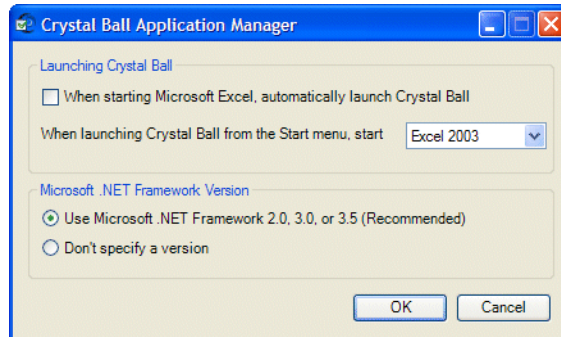 Crystal Ball Application Manager
Launching Crystal Ball
When starting Microsoft Excel, automatically launch Crystal Ball
When launching Crystal Ball from the Start menu, start Excel 2003
Microsoft .NET Framework Version
Use Microsoft .NET Framework 2.0, 3.0, or 3.5 (Recommended)
Don't specify a version
OK Cancel